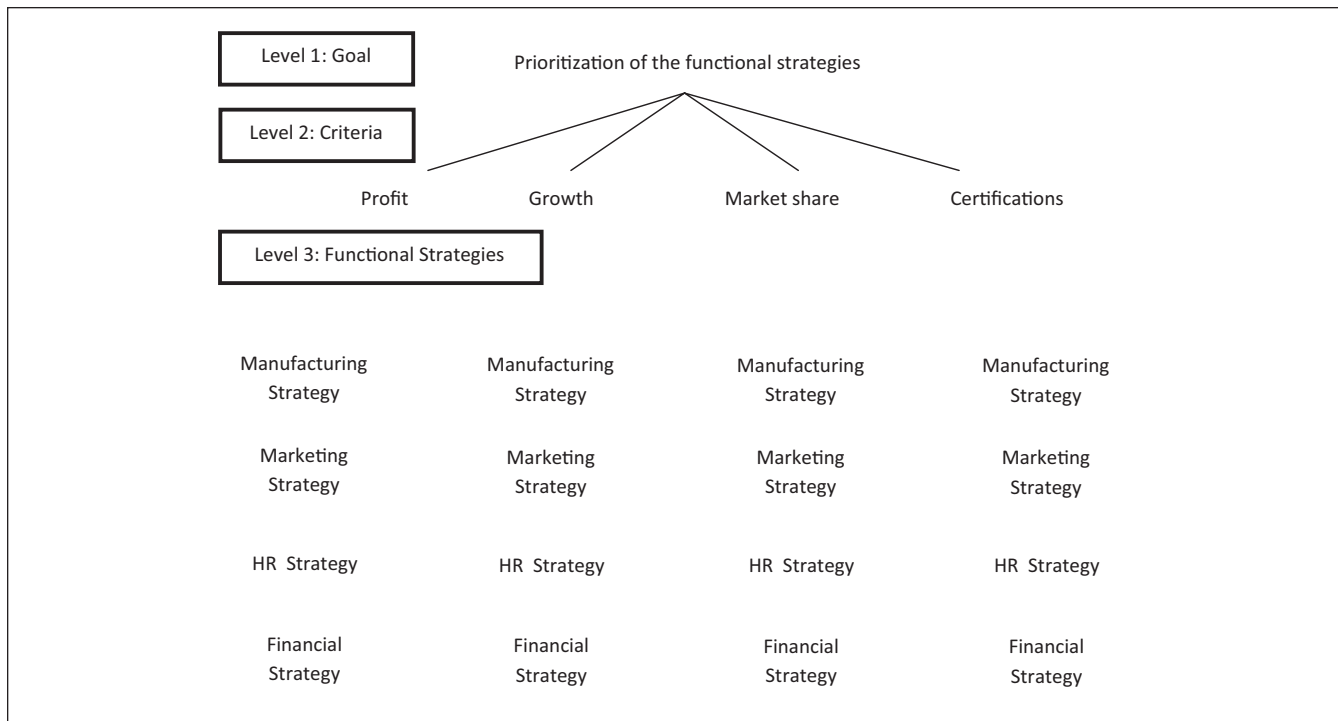 Level 1: Goal
Prioritization of the functional strategies
Level 2: Criteria
Profit
Growth
Market share
Certifications
Level 3: Functional Strategies
Manufacturing
Strategy
Manufacturing
Strategy
Manufacturing
Strategy
Manufacturing
Strategy
Marketing
Strategy
Marketing
Strategy
Marketing
Strategy
Marketing
Strategy
HR Strategy
HR Strategy
HR Strategy
HR Strategy
Financial
Strategy
Financial
Strategy
Financial
Strategy
Financial
Strategy